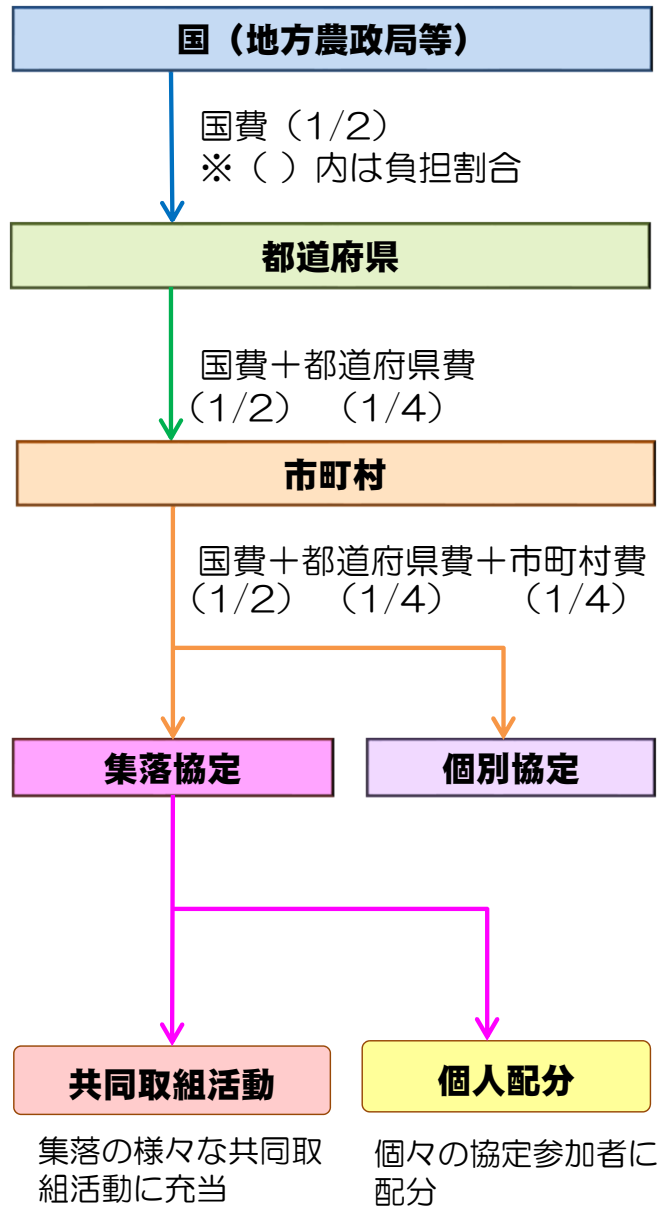 国（地方農政局等）
国費（1/2）
※（ ）内は負担割合
都道府県
国費＋都道府県費
（1/2）　（1/4）
市町村
国費＋都道府県費＋市町村費
（1/2）　（1/4）　　（1/4）
集落協定
個別協定
共同取組活動
集落の様々な共同取
組活動に充当
個人配分
個々の協定参加者に
配分